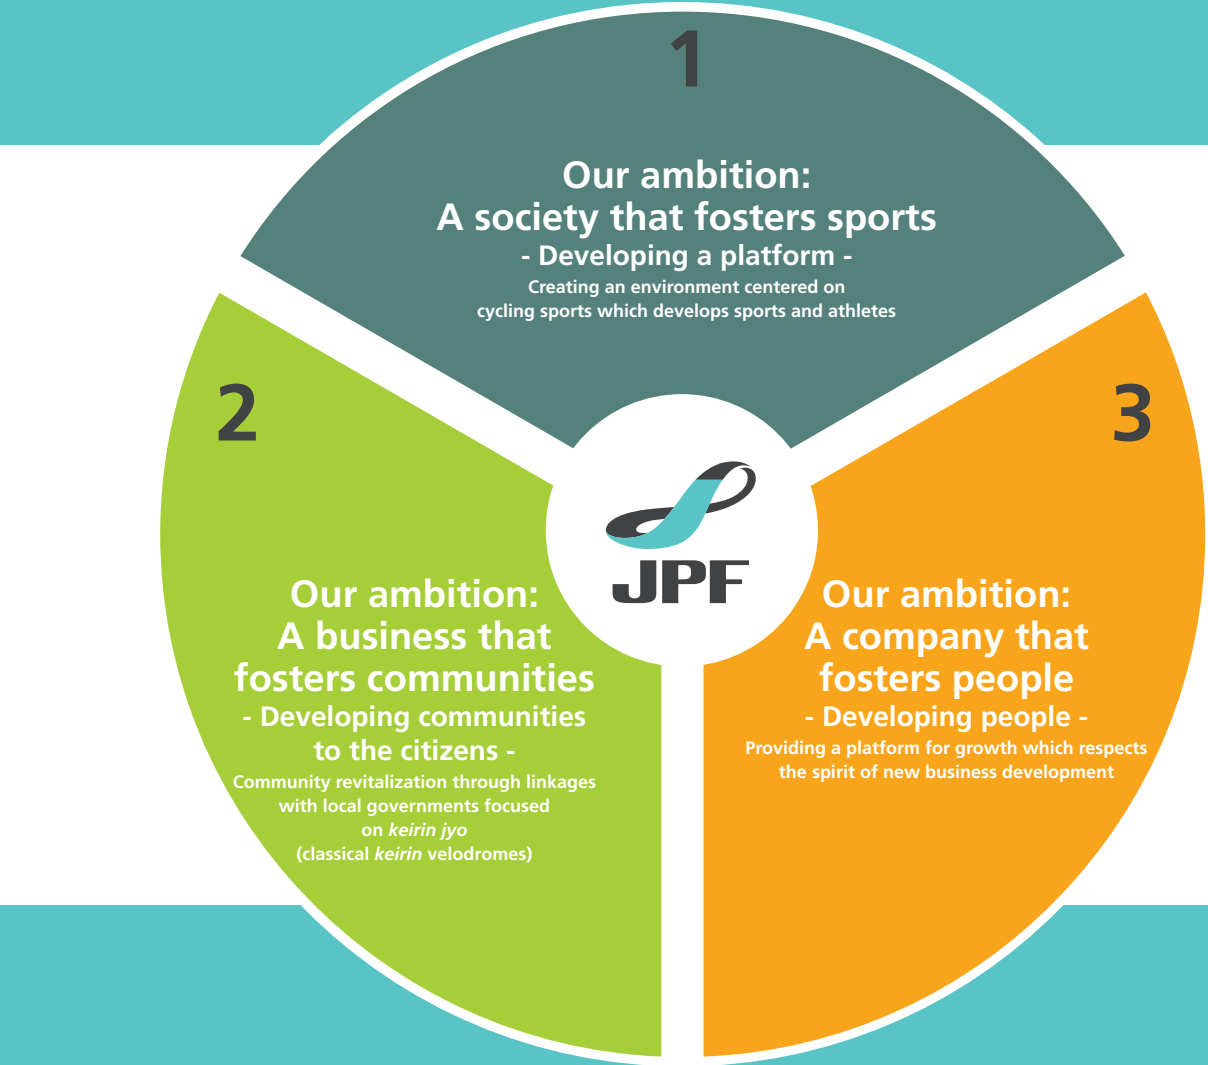 1
Our ambition:
A society that fosters sports
- Developing a platform -
Creating an environment centered on
cycling sports which develops sports and athletes
2
Our ambition:
A business that
fosters communities
- Developing communities
to the citizens -
Community revitalization through linkages
with local governments focused
on keirin jyo
(classical keirin velodromes)
JPF
3
Our ambition:
A company that
fosters people
- Developing people -
Providing a platform for growth which respects
the spirit of new business development